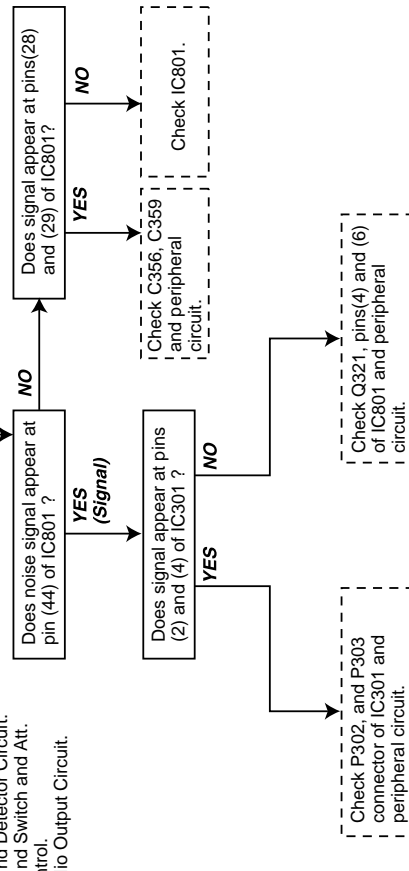 nd Detector Circuit.
nd Switch and Att.
ntrol.
io Output Circuit.
Does noise signal appear at
pin (44) of IC801 ?
NO
Does signal appear at pins(28)
and (29) of IC801?
YES
(Signal)
YES
NO
Does signal appear at pins
(2) and (4) of IC301 ?
Check C356, C359
and peripheral
circuit.
Check IC801.
YES
NO
Check P302, and P303
connector of IC301 and
peripheral circuit.
Check Q321, pins(4) and (6)
of IC801 and peripheral
circuit.